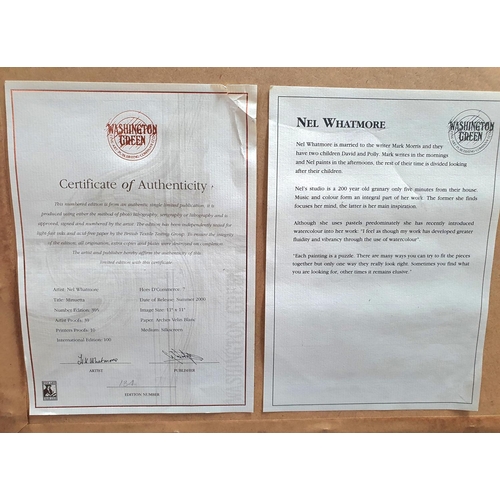 WASHINGTON
GREEN
Certificate of Authenticity
This numbered edition is from an authentic single limited publication. It is
produced using either the method of photo lithography, serigraphy or lithography and is
approved, signed and numbered by the artist. The edition has been independently tested for
light fast inks and acid free paper by the British Textile Testing Group. To ensure the integrity
of the edition, all origination, extra copies and plates were destroyed on completion.
The artist and publisher hereby affirm the authenticity of this
limited edition with this certificate.
Artist: Nel Whatmore
Hors D'Commerce: 7
Title:
Date of Release: Summer 2000
Number Edition:
Image Size:
Artist Proofs:
Paper: Arches Velin Blanc
Printers Proofs:
Medium: Silkscreen
International Edition: 100
ARTIST
PUBLISHER
EDITION NUMBER
WASHINGTON GREEN
NEL WHATMORE
WASHINGTON
GREEN
Nel Whatmore is married to the writer Mark Morris and they
have two children David and Polly. Mark writes in the mornings
and Nel paints in the afternoons, the rest of their time is divided looking
after their children.
Nel's studio is a 200 year old granary only five minutes from their house.
Music and colour form an integral part of her work. The former she finds
focuses her mind, the latter is her main inspiration.
Although she uses pastels predominately she has recently introduced
watercolour into her work. "I feel as though my work has developed greater
fluidity and vibrancy through the use of watercolour".
"Each painting is a puzzle. There are many ways you can try to fit the pieces
together but only one way they really look right. Sometimes you find what
you are looking for, other times it remains elusive."